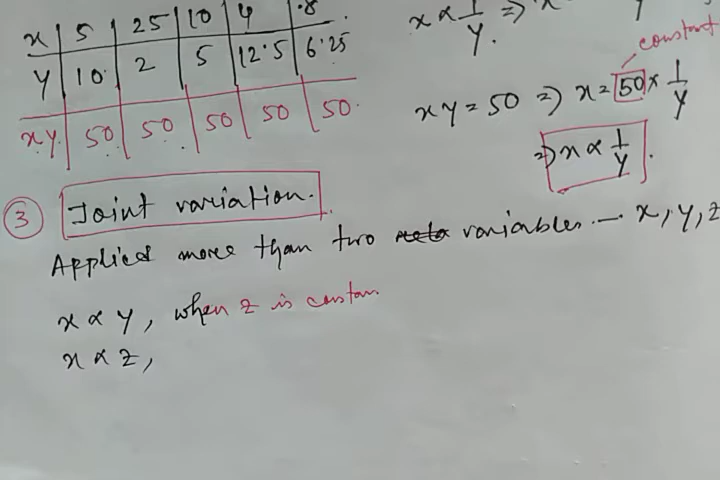 x 5 25 10 4 .8
y 10 2 5 12.5 6.25
xy. 50 50 50 50 50
x ∝ 1/y. ⇒ x
constant
xy = 50 ⇒ x = 50 × 1/y
⇒ x ∝ 1/y.
③ Joint variation.
Applied more than two variables — x, y, z
x ∝ y, when z is constan
x ∝ z,